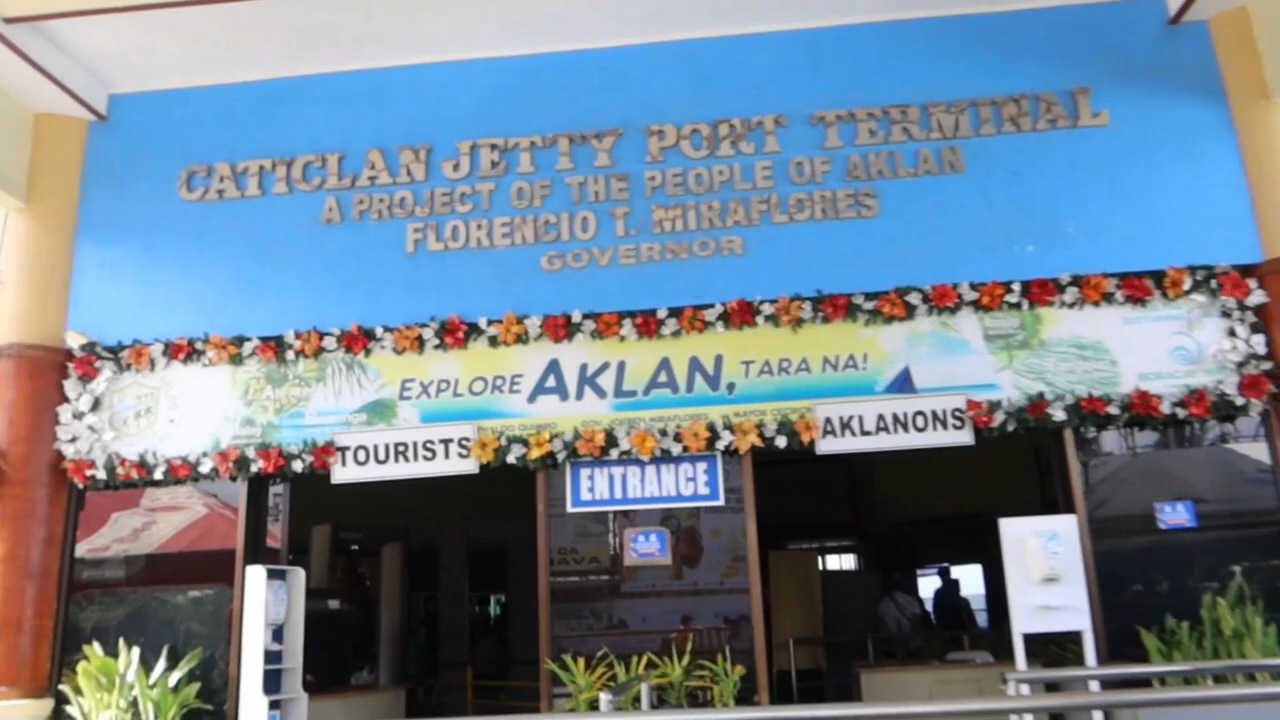 CATICLAN JETTY PORT TERMINAL
A PROJECT OF THE PEOPLE OF AKLAN
FLORENCIO T. MIRAFLORES
GOVERNOR
EXPLORE AKLAN, TARA NA!
TOURISTS
AKLANONS
ENTRANCE